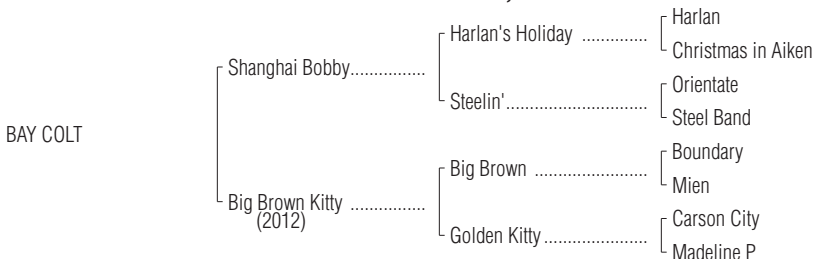 Harlan
Harlan's Holiday ..............
Christmas in Aiken
Shanghai Bobby................
Orientate
Steelin'..............................
Steel Band
BAY COLT
Boundary
Big Brown ........................
Mien
Big Brown Kitty ................
(2012)
Carson City
Golden Kitty......................
Madeline P